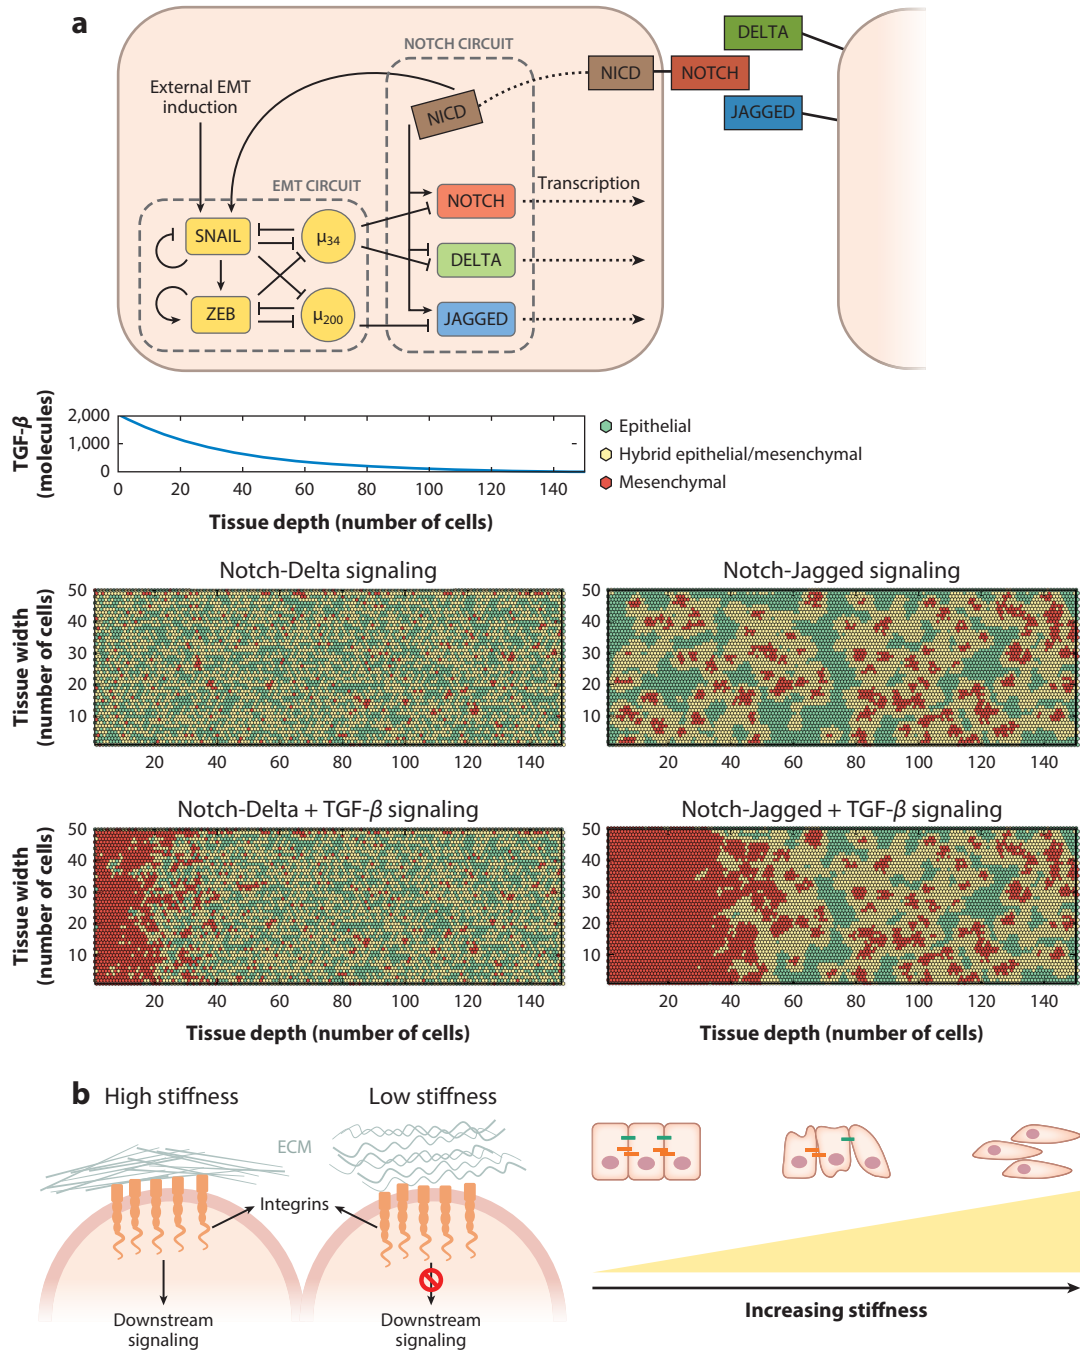 a
NOTCH CIRCUIT
DELTA
NICD
NOTCH
JAGGED
External EMT
induction
NICD
EMT CIRCUIT
NOTCH
Transcription
SNAIL
μ34
DELTA
ZEB
μ200
JAGGED
TGF-β
(molecules)
2,000
1,000
0
0 20 40 60 80 100 120 140
Tissue depth (number of cells)
Epithelial
Hybrid epithelial/mesenchymal
Mesenchymal
Notch-Delta signaling
Tissue width
(number of cells)
50
40
30
20
10
20 40 60 80 100 120 140
Notch-Jagged signaling
50
40
30
20
10
20 40 60 80 100 120 140
Notch-Delta + TGF-β signaling
Tissue width
(number of cells)
50
40
30
20
10
20 40 60 80 100 120 140
Tissue depth (number of cells)
Notch-Jagged + TGF-β signaling
50
40
30
20
10
20 40 60 80 100 120 140
Tissue depth (number of cells)
b
High stiffness
Low stiffness
ECM
Integrins
Downstream
signaling
Downstream
signaling
Increasing stiffness